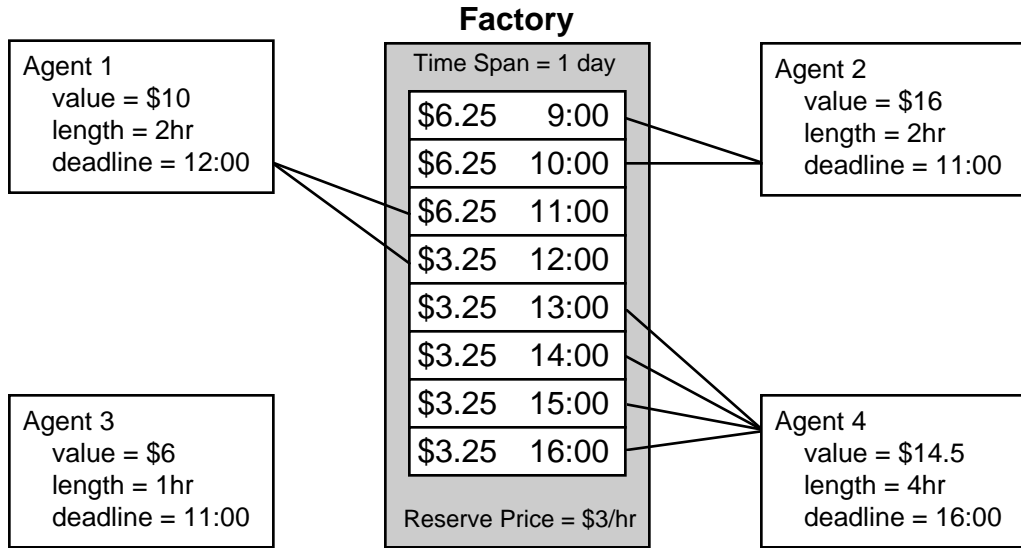 Factory
Agent 1
value = $10
length = 2hr
deadline = 12:00
Time Span = 1 day
$6.25 9:00
$6.25 10:00
$6.25 11:00
$3.25 12:00
$3.25 13:00
$3.25 14:00
$3.25 15:00
$3.25 16:00
Reserve Price = $3/hr
Agent 2
value = $16
length = 2hr
deadline = 11:00
Agent 3
value = $6
length = 1hr
deadline = 11:00
Agent 4
value = $14.5
length = 4hr
deadline = 16:00